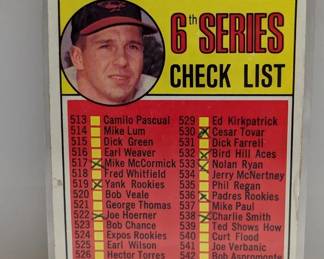 6th SERIES
CHECK LIST
513 Camilo Pascual
514 Mike Lum
515 Dick Green
516 Earl Weaver
517 Mike McCormick
518 Fred Whitfield
519 Yank Rookies
520 Bob Veale
521 George Thomas
522 Joe Hoerner
523 Bob Chance
524 Expos Rookies
525 Earl Wilson
526 Hector Torres
529 Ed Kirkpatrick
530 Cesar Tovar
531 Dick Farrell
532 Bird Hill Aces
533 Nolan Ryan
534 Jerry McNertney
535 Phil Regan
536 Padres Rookies
537 Mike Paul
538 Charlie Smith
539 Ted Shows How
540 Curt Flood
541 Joe Verbanic
542 Bob Aspromonte